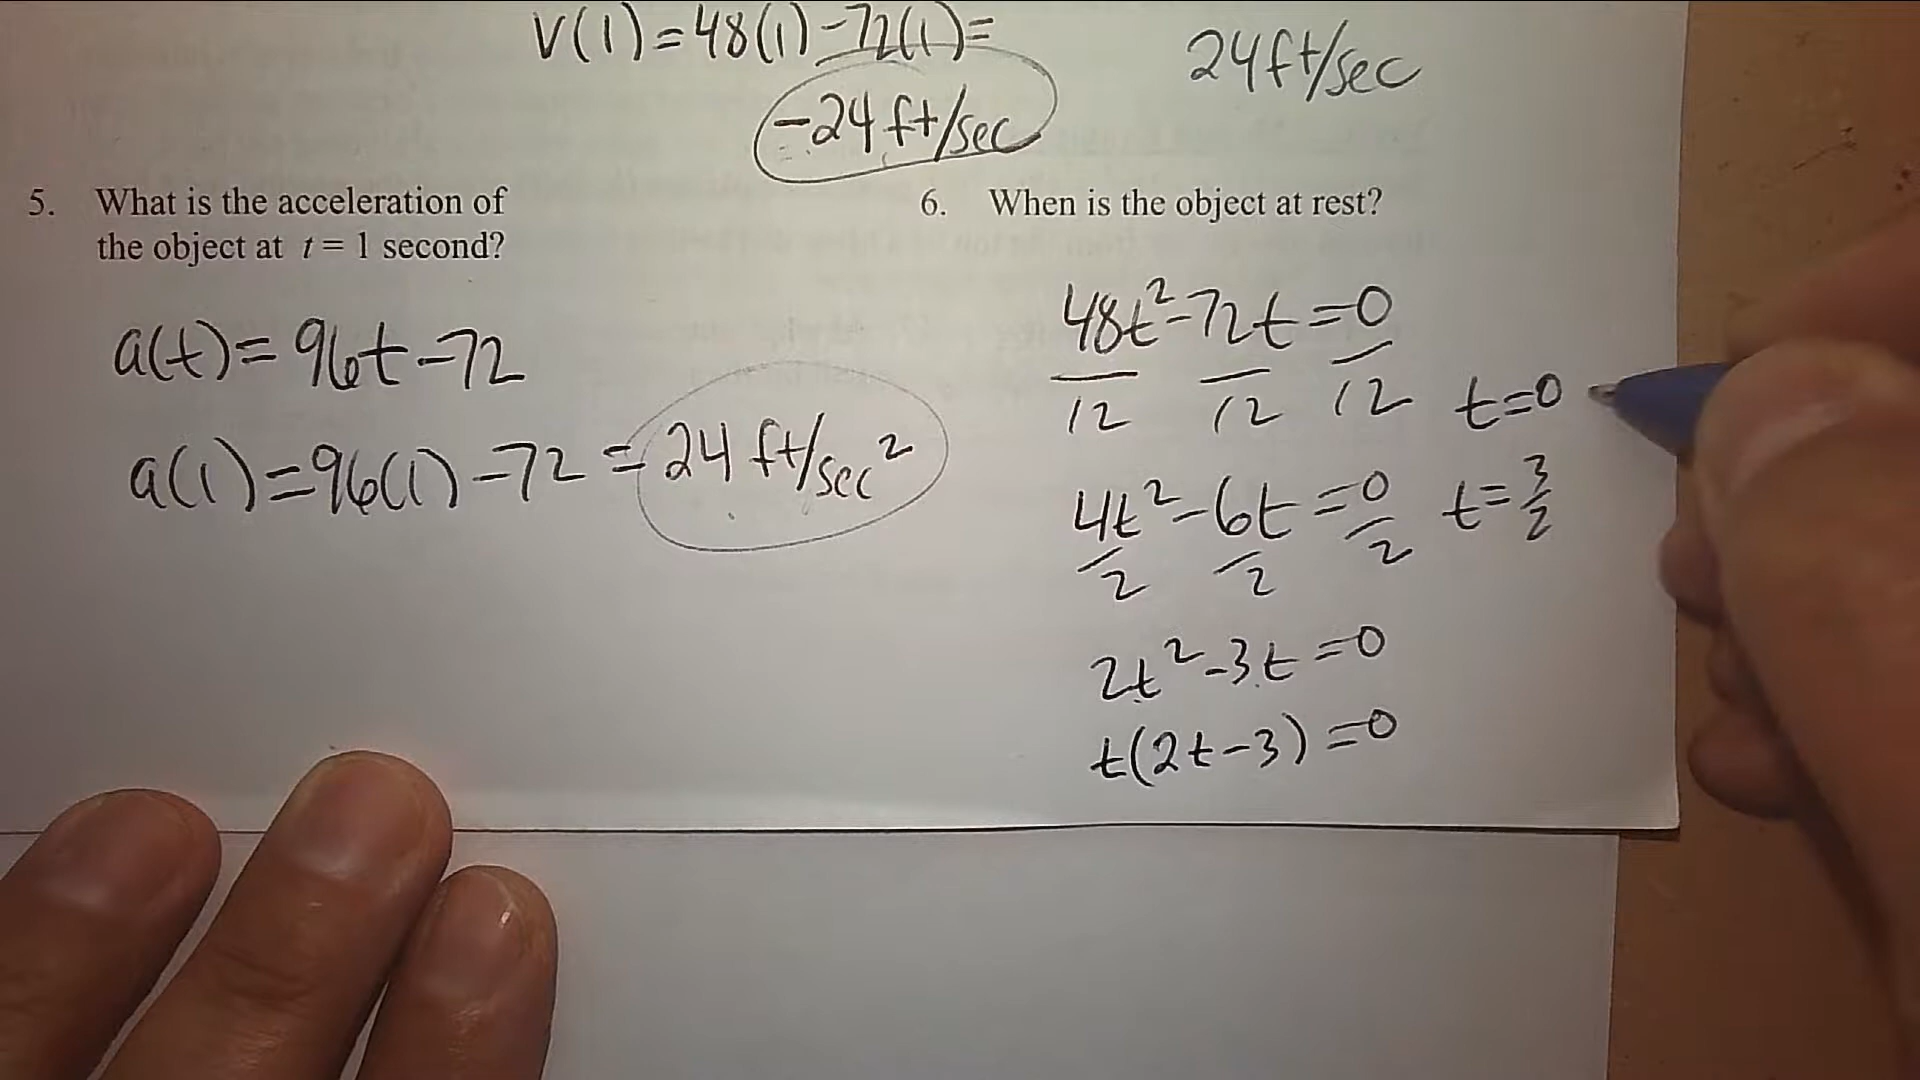 v(1)=48(1)-72(1)=
-24 ft/sec
24ft/sec
5. What is the acceleration of
the object at t = 1 second?
a(t)=96t-72
a(1)=96(1)-72=24 ft/sec²
6. When is the object at rest?
48t²-72t=0
12 12 12
t=0
4t²-6t=0
2 2 2
t=3/2
2t²-3t=0
t(2t-3)=0